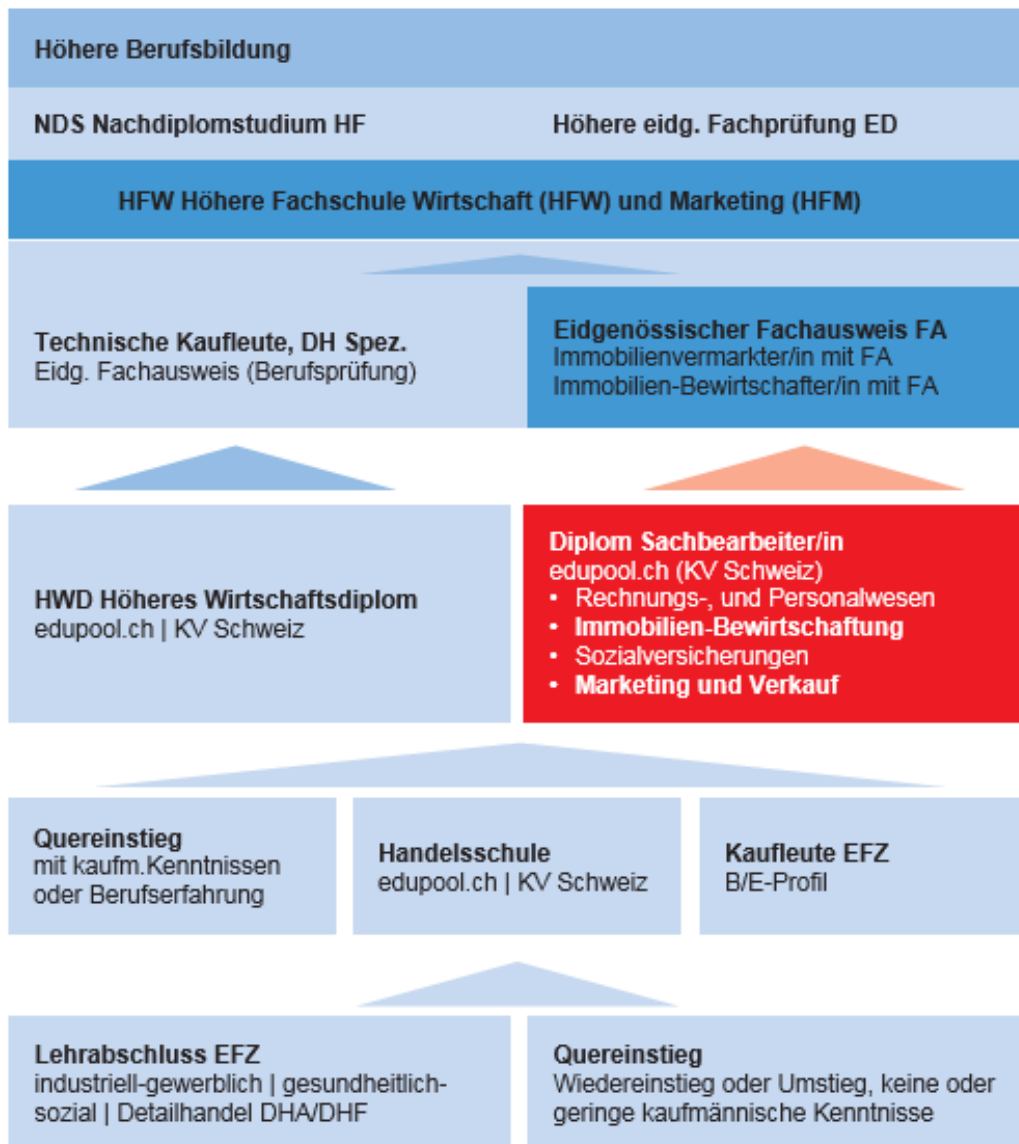 Höhere Berufsbildung
NDS Nachdiplomstudium HF
Höhere eidg. Fachprüfung ED
HFW Höhere Fachschule Wirtschaft (HFW) und Marketing (HFM)
Technische Kaufleute, DH Spez.
Eidg. Fachausweis (Berufsprüfung)
Eidgenössischer Fachausweis FA
Immobilienvermarkter/in mit FA
Immobilien-Bewirtschafter/in mit FA
HWD Höheres Wirtschaftsdiplom
edupool.ch | KV Schweiz
Diplom Sachbearbeiter/in
edupool.ch (KV Schweiz)
• Rechnungs-, und Personalwesen
• Immobilien-Bewirtschaftung
• Sozialversicherungen
• Marketing und Verkauf
Quereinstieg
mit kaufm.Kenntnissen
oder Berufserfahrung
Handelsschule
edupool.ch | KV Schweiz
Kaufleute EFZ
B/E-Profil
Lehrabschluss EFZ
industriell-gewerblich | gesundheitlich-
sozial | Detailhandel DHA/DHF
Quereinstieg
Wiedereinstieg oder Umstieg, keine oder
geringe kaufmännische Kenntnisse